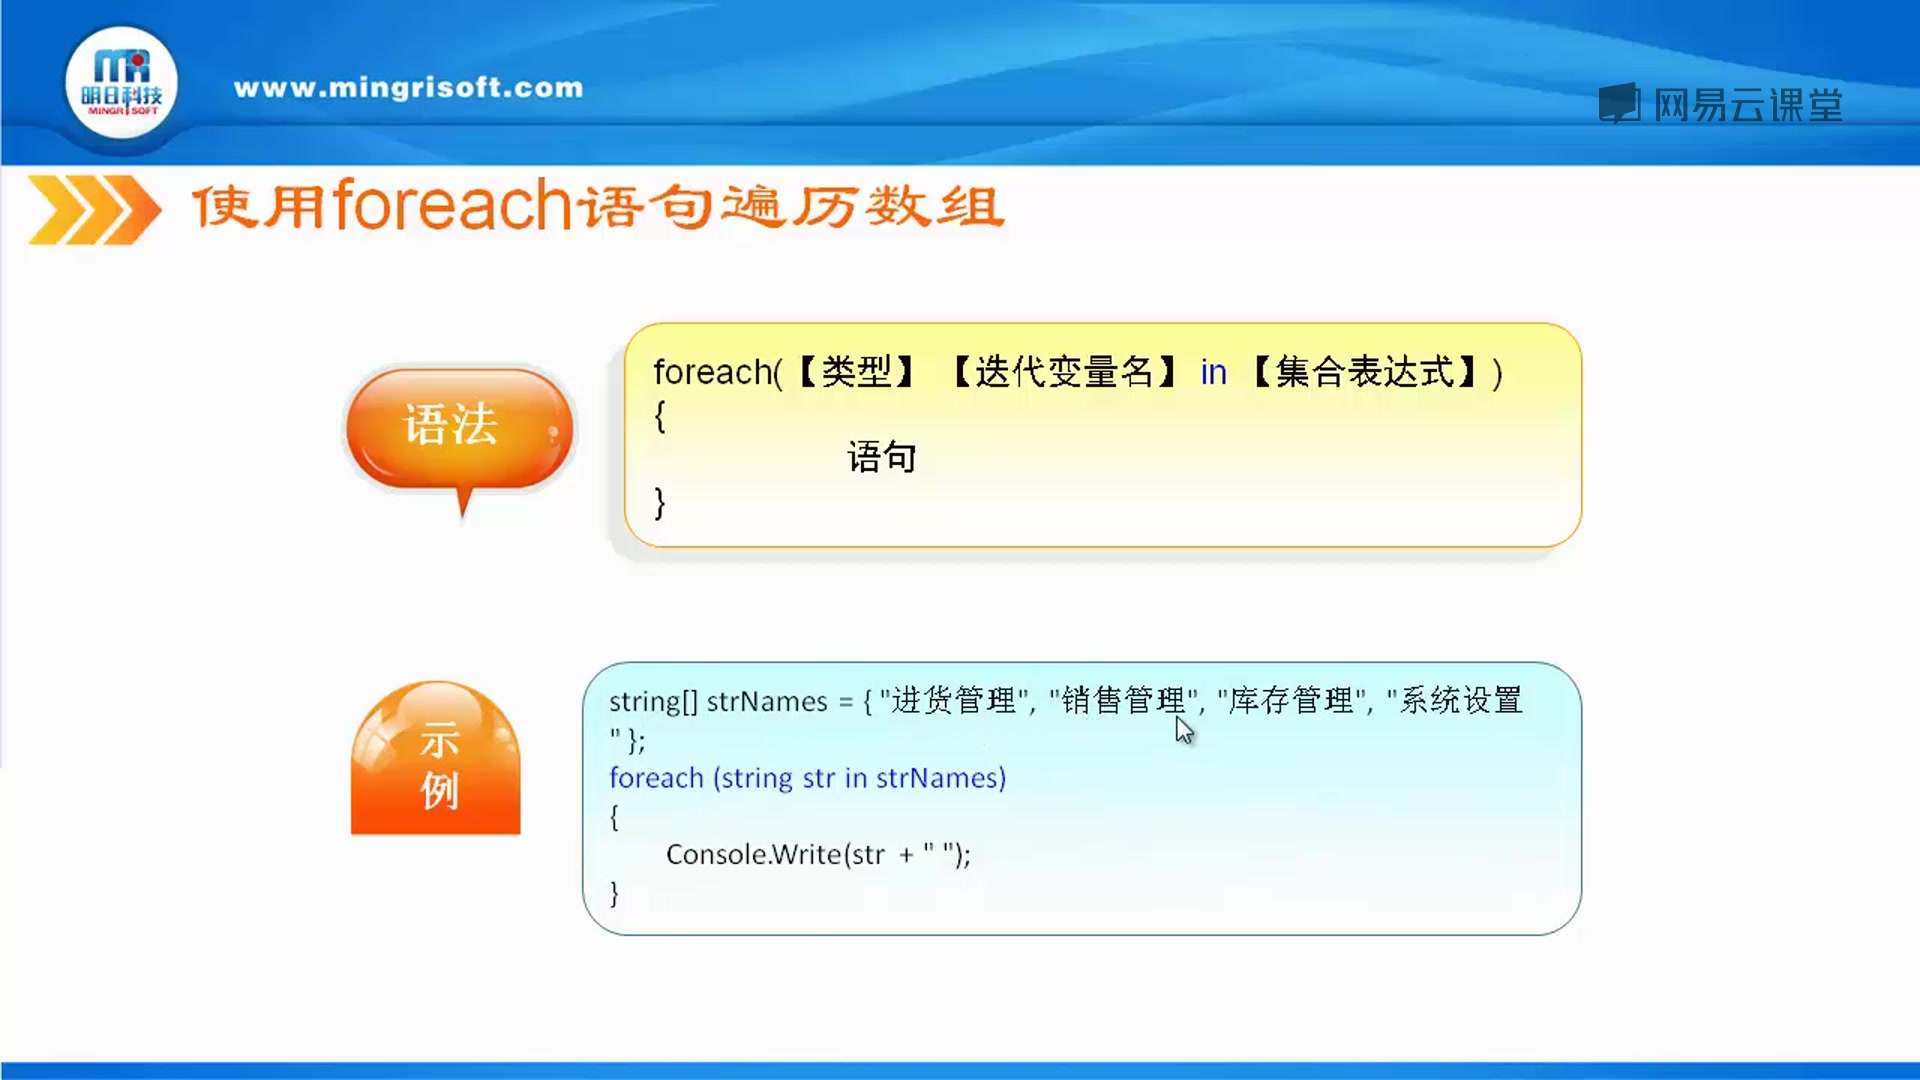 明日科技
MINGRISOFT
www.mingrisoft.com
网易云课堂
使用foreach语句遍历数组
语法
foreach(【类型】 【迭代变量名】 in 【集合表达式】)
{
语句
}
示
例
string[] strNames = { "进货管理", "销售管理", "库存管理", "系统设置
" };
foreach (string str in strNames)
{
Console.Write(str + " ");
}